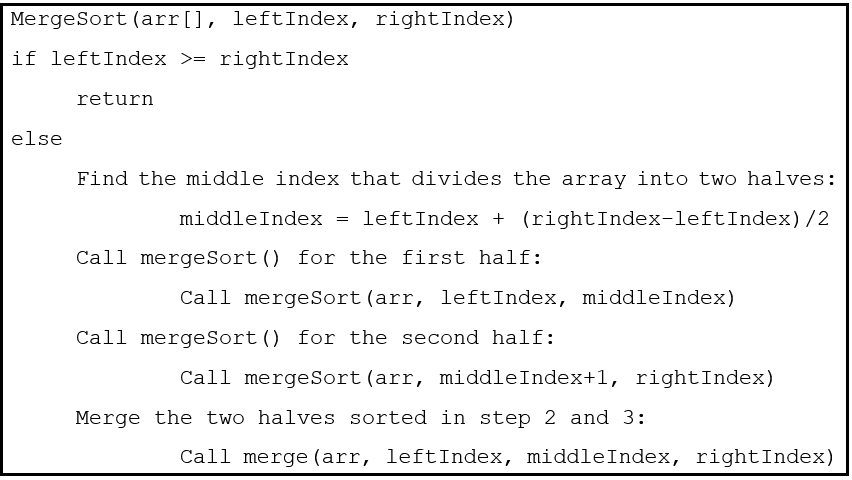 MergeSort(arr[], leftIndex, rightIndex)
if leftIndex >= rightIndex
return
else
Find the middle index that divides the array into two halves:
middleIndex = leftIndex + (rightIndex-leftIndex)/2
Call mergeSort() for the first half:
Call mergeSort(arr, leftIndex, middleIndex)
Call mergeSort() for the second half:
Call mergeSort(arr, middleIndex+1, rightIndex)
Merge the two halves sorted in step 2 and 3:
Call merge(arr, leftIndex, middleIndex, rightIndex)